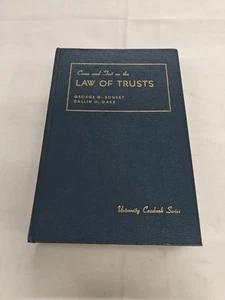 Cases and Text on the
LAW OF TRUSTS
GEORGE G. BOGERT
DALLIN H. OAKS
University Casebook Series